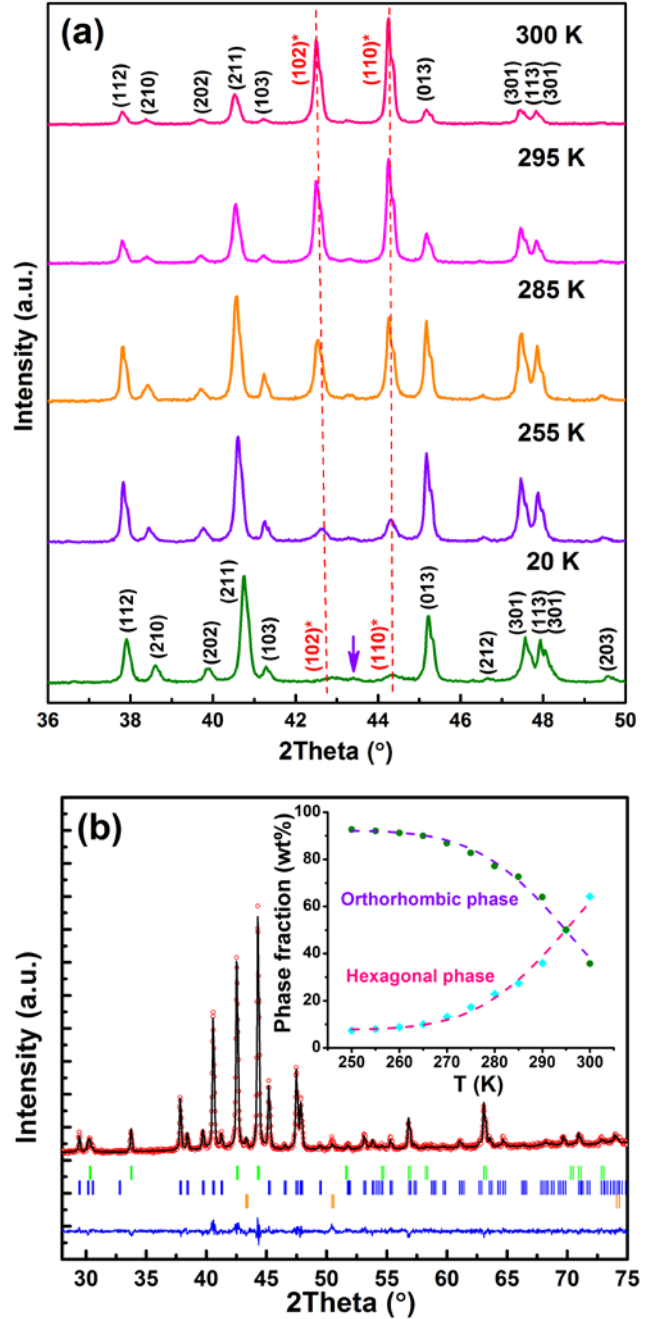 (a)
300 K
(112)
(210)
(202)
(211)
(103)
(102)*
(110)*
(013)
(301)
(113)
(301)
295 K
285 K
255 K
20 K
(112)
(210)
(202)
(211)
(103)
(102)*
(110)*
(013)
(212)
(301)
(113)
(301)
(203)
Intensity (a.u.)
36 38 40 42 44 46 48 50
2Theta (°)
(b)
Phase fraction (wt%)
100
80
60
40
20
0
Orthorhombic phase
Hexagonal phase
250 260 270 280 290 300
T (K)
Intensity (a.u.)
30 35 40 45 50 55 60 65 70 75
2Theta (°)